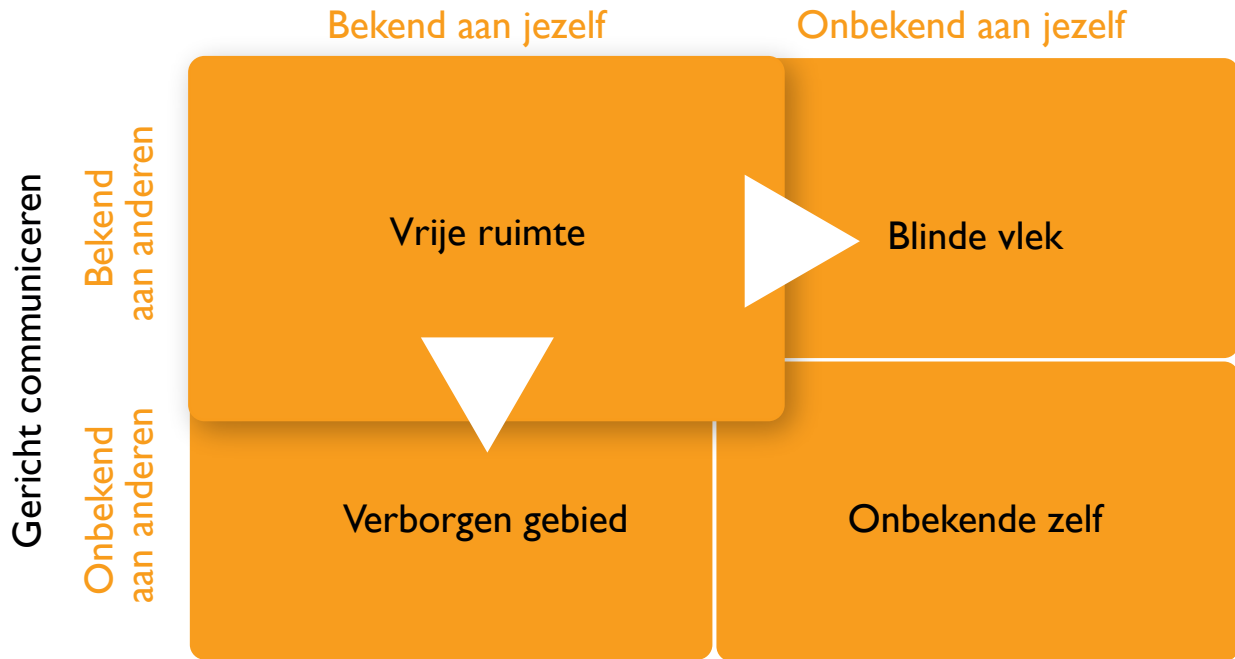 Bekend aan jezelf
Onbekend aan jezelf
Gericht communiceren
Bekend
aan anderen
Vrije ruimte
Blinde vlek
Onbekend
aan anderen
Verborgen gebied
Onbekende zelf